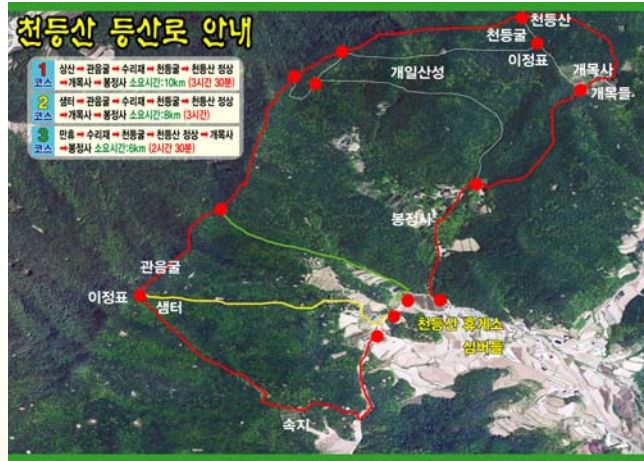 천등산 등산로 안내
1 코스
상산 ➡ 관음굴 ➡ 수리재 ➡ 천등굴 ➡ 천등산 정상
➡ 개목사 ➡ 봉정사 소요시간:10km (3시간 30분)
2 코스
샘터 ➡ 관음굴 ➡ 수리재 ➡ 천등굴 ➡ 천등산 정상
➡ 개목사 ➡ 봉정사 소요시간:8km (3시간)
3 코스
만휴 ➡ 수리재 ➡ 천등굴 ➡ 천등산 정상 ➡ 개목사
➡ 봉정사 소요시간:6km (2시간 30분)
천등산
천등굴
이정표
개일산성
개목사
개목들
봉정사
관음굴
이정표
샘터
천등산 휴게소
심버들
속지